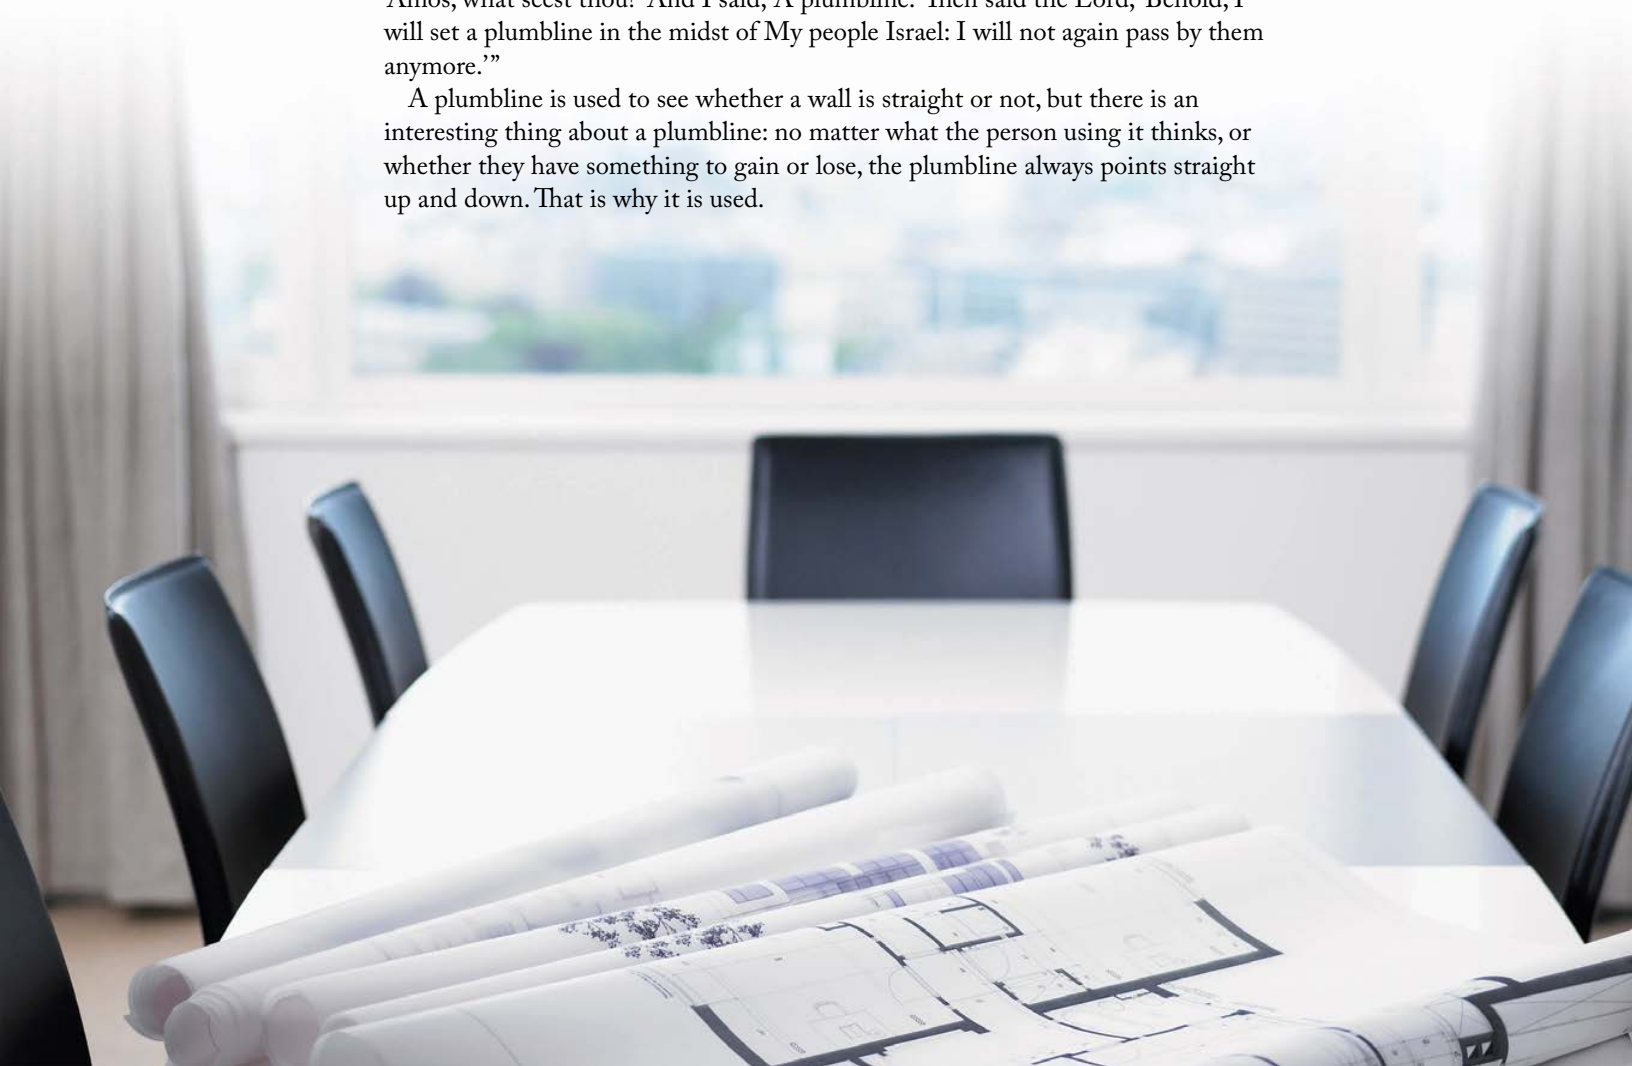 'Amos, what seest thou?' And I said, 'A plumbline.' Then said the Lord, 'Behold, I
will set a plumbline in the midst of My people Israel: I will not again pass by them
anymore.’”
A plumbline is used to see whether a wall is straight or not, but there is an
interesting thing about a plumbline: no matter what the person using it thinks, or
whether they have something to gain or lose, the plumbline always points straight
up and down. That is why it is used.